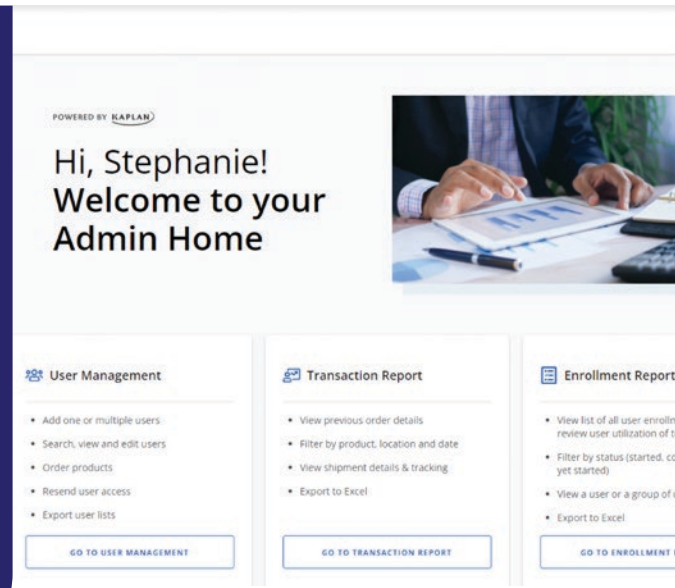 POWERED BY KAPLAN
Hi, Stephanie!
Welcome to your
Admin Home
User Management
• Add one or multiple users
• Search, view and edit users
• Order products
• Resend user access
• Export user lists
GO TO USER MANAGEMENT
Transaction Report
• View previous order details
• Filter by product, location and date
• View shipment details & tracking
• Export to Excel
GO TO TRANSACTION REPORT
Enrollment Report
• View list of all user
review user utilization of
• Filter by status (started,
yet started)
• View a user or a group of
• Export to Excel
GO TO ENROLLMENT